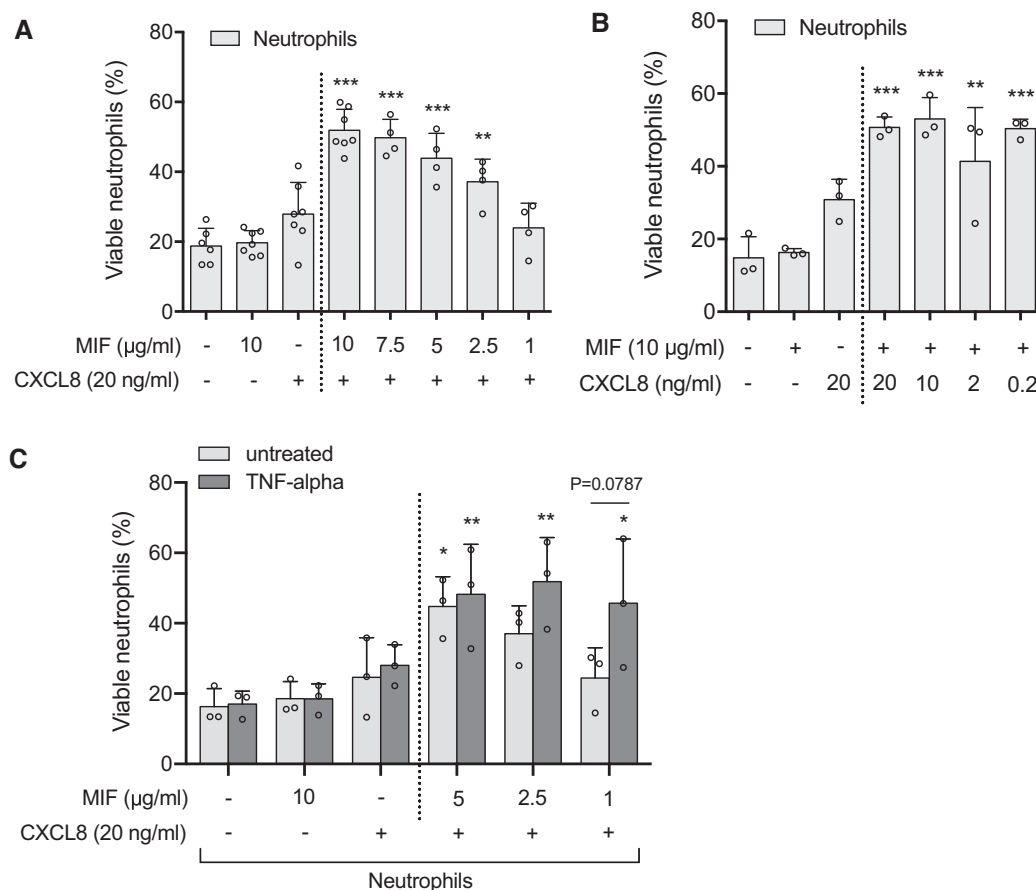 A
Neutrophils
Viable neutrophils (%)
80
60
40
20
0
*** *** *** **
MIF (µg/ml) - 10 - 10 7.5 5 2.5 1
CXCL8 (20 ng/ml) - - + + + + + +
B
Neutrophils
Viable neutrophils (%)
80
60
40
20
0
*** *** ** ***
MIF (10 µg/ml) - + - + + + +
CXCL8 (ng/ml) - - 20 20 10 2 0.2
C
untreated
TNF-alpha
Viable neutrophils (%)
80
60
40
20
0
P=0.0787
* ** ** *
MIF (µg/ml) - 10 - 5 2.5 1
CXCL8 (20 ng/ml) - - + + + +
Neutrophils